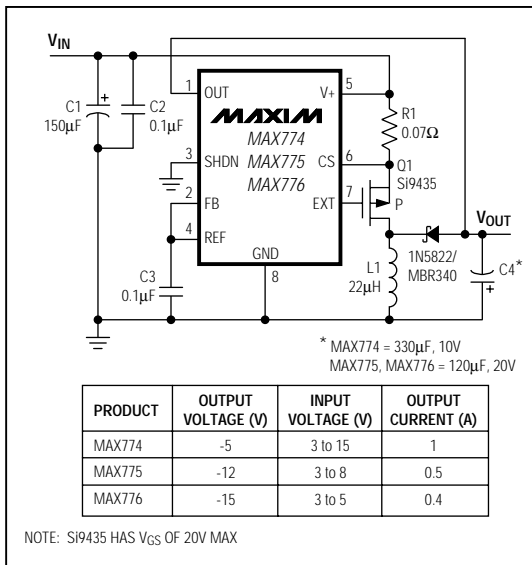 VIN
VOUT
C1
150µF
C2
0.1µF
1
OUT
V+
5
MAXIM
MAX774
MAX775
MAX776
R1
0.07Ω
3
SHDN
CS
6
Q1
Si9435
2
FB
EXT
7
P
4
REF
GND
8
C3
0.1µF
L1
22µH
1N5822/
MBR340
C4*
* MAX774 = 330µF, 10V
MAX775, MAX776 = 120µF, 20V
PRODUCT OUTPUT VOLTAGE (V) INPUT VOLTAGE (V) OUTPUT CURRENT (A)
MAX774 -5 3 to 15 1
MAX775 -12 3 to 8 0.5
MAX776 -15 3 to 5 0.4
NOTE: Si9435 HAS VGS OF 20V MAX